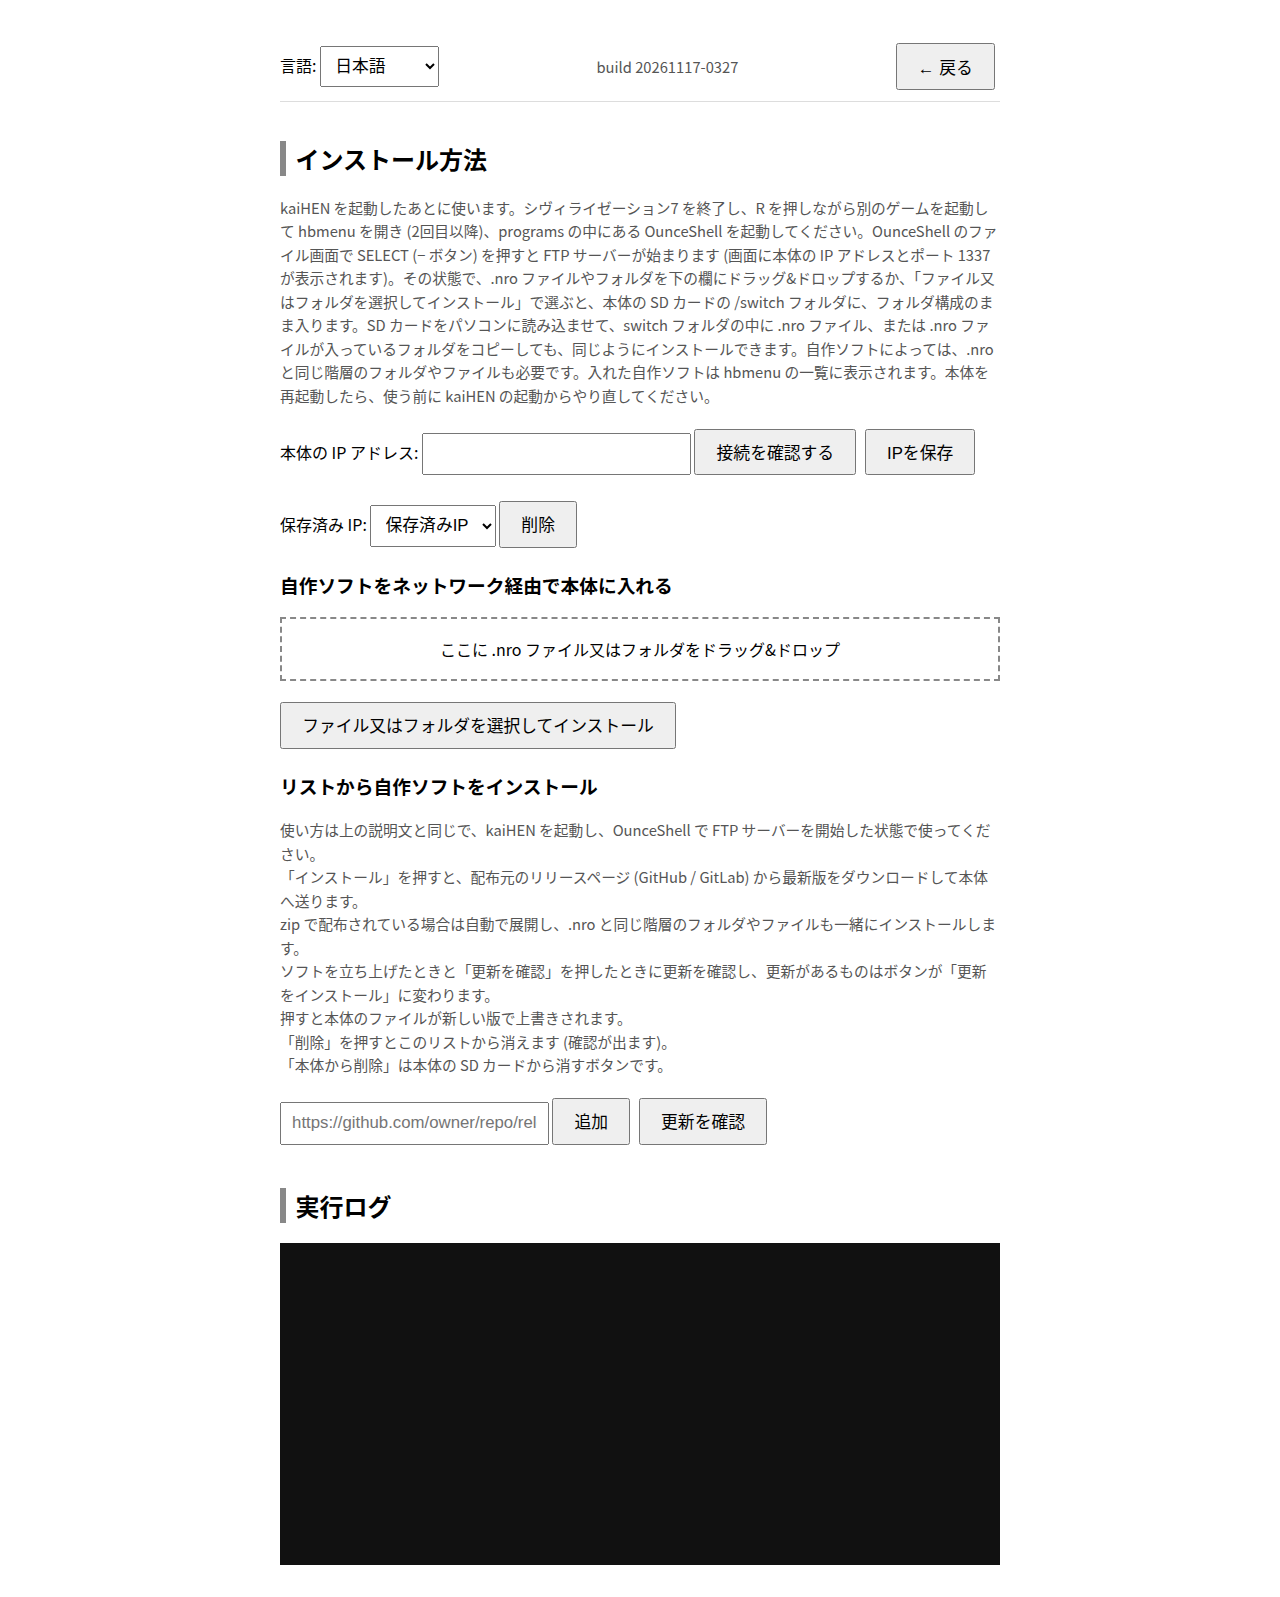 言語: 日本語 build 20261117-0327 ← 戻る
インストール方法
kaiHEN を起動したあとに使います。シヴィライゼーション7 を終了し、R を押しながら別のゲームを起動し
て hbmenu を開き (2回目以降)、programs の中にある OunceShell を起動してください。OunceShell のファ
イル画面で SELECT (− ボタン) を押すと FTP サーバーが始まります (画面に本体の IP アドレスとポート 1337
が表示されます)。その状態で、.nro ファイルやフォルダを下の欄にドラッグ&ドロップするか、「ファイル又
はフォルダを選択してインストール」で選ぶと、本体の SD カードの /switch フォルダに、フォルダ構成のま
ま入ります。SD カードをパソコンに読み込ませて、switch フォルダの中に .nro ファイル、または .nro ファ
イルが入っているフォルダをコピーしても、同じようにインストールできます。自作ソフトによっては、.nro
と同じ階層のフォルダやファイルも必要です。入れた自作ソフトは hbmenu の一覧に表示されます。本体を
再起動したら、使う前に kaiHEN の起動からやり直してください。
本体の IP アドレス: 接続を確認する IPを保存
保存済み IP: 保存済みIP 削除
自作ソフトをネットワーク経由で本体に入れる
ここに .nro ファイル又はフォルダをドラッグ&ドロップ
ファイル又はフォルダを選択してインストール
リストから自作ソフトをインストール
使い方は上の説明文と同じで、kaiHEN を起動し、OunceShell で FTP サーバーを開始した状態で使ってくだ
さい。
「インストール」を押すと、配布元のリリースページ (GitHub / GitLab) から最新版をダウンロードして本体
へ送ります。
zip で配布されている場合は自動で展開し、.nro と同じ階層のフォルダやファイルも一緒にインストールしま
す。
ソフトを立ち上げたときと「更新を確認」を押したときに更新を確認し、更新があるものはボタンが「更新
をインストール」に変わります。
押すと本体のファイルが新しい版で上書きされます。
「削除」を押すとこのリストから消えます (確認が出ます)。
「本体から削除」は本体の SD カードから消すボタンです。
https://github.com/owner/repo/rel 追加 更新を確認
実行ログ